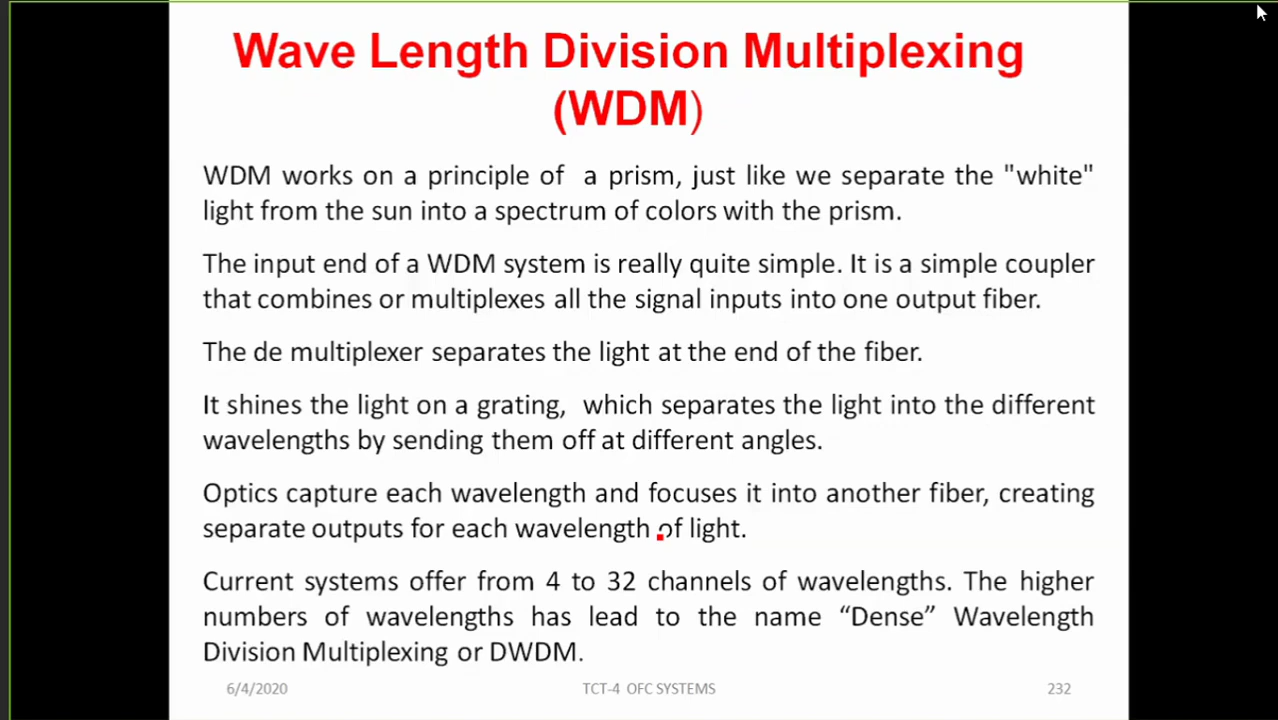 Wave Length Division Multiplexing
(WDM)
WDM works on a principle of a prism, just like we separate the "white"
light from the sun into a spectrum of colors with the prism.
The input end of a WDM system is really quite simple. It is a simple coupler
that combines or multiplexes all the signal inputs into one output fiber.
The de multiplexer separates the light at the end of the fiber.
It shines the light on a grating, which separates the light into the different
wavelengths by sending them off at different angles.
Optics capture each wavelength and focuses it into another fiber, creating
separate outputs for each wavelength of light.
Current systems offer from 4 to 32 channels of wavelengths. The higher
numbers of wavelengths has lead to the name “Dense” Wavelength
Division Multiplexing or DWDM.
6/4/2020 TCT-4 OFC SYSTEMS 232